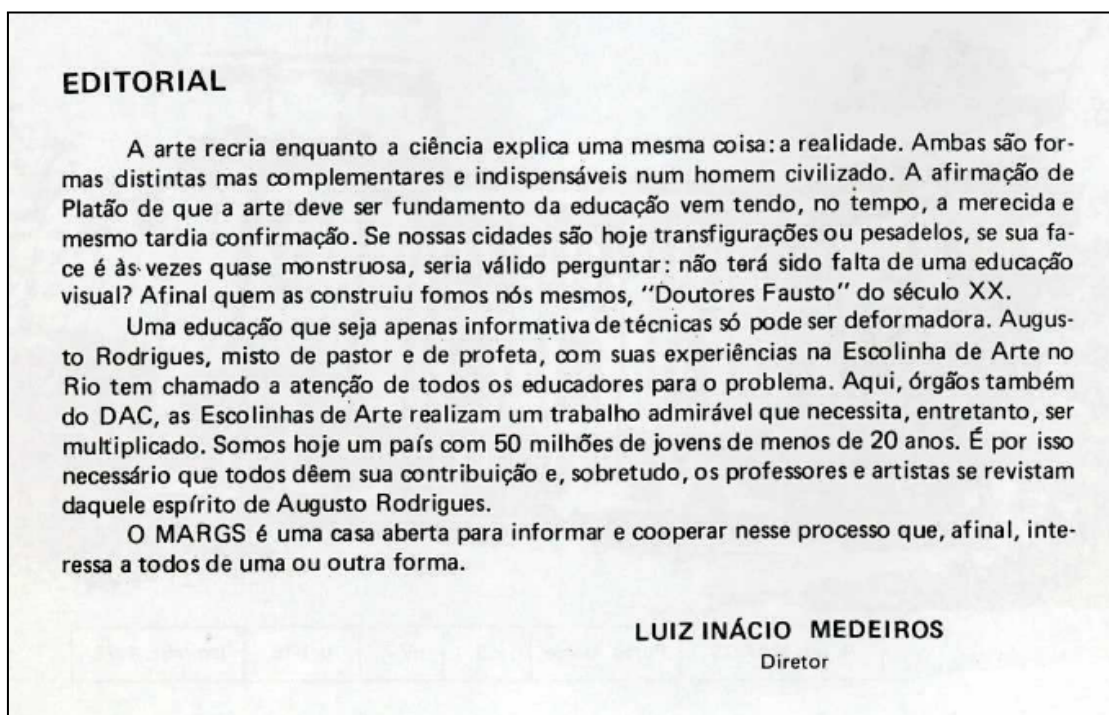 EDITORIAL
A arte recria enquanto a ciência explica uma mesma coisa: a realidade. Ambas são for-
mas distintas mas complementares e indispensáveis num homem civilizado. A afirmação de
Platão de que a arte deve ser fundamento da educação vem tendo, no tempo, a merecida e
mesmo tardia confirmação. Se nossas cidades são hoje transfigurações ou pesadelos, se sua fa-
ce é às vezes quase monstruosa, seria válido perguntar: não terá sido falta de uma educação
visual? Afinal quem as construiu fomos nós mesmos, "Doutores Fausto" do século XX.
Uma educação que seja apenas informativa de técnicas só pode ser deformadora. Augus-
to Rodrigues, misto de pastor e de profeta, com suas experiências na Escolinha de Arte no
Rio tem chamado a atenção de todos os educadores para o problema. Aqui, órgãos também
do DAC, as Escolinhas de Arte realizam um trabalho admirável que necessita, entretanto, ser
multiplicado. Somos hoje um país com 50 milhões de jovens de menos de 20 anos. É por isso
necessário que todos dêem sua contribuição e, sobretudo, os professores e artistas se revistam
daquele espírito de Augusto Rodrigues.
O MARGS é uma casa aberta para informar e cooperar nesse processo que, afinal, inte-
ressa a todos de uma ou outra forma.
LUIZ INÁCIO MEDEIROS
Diretor